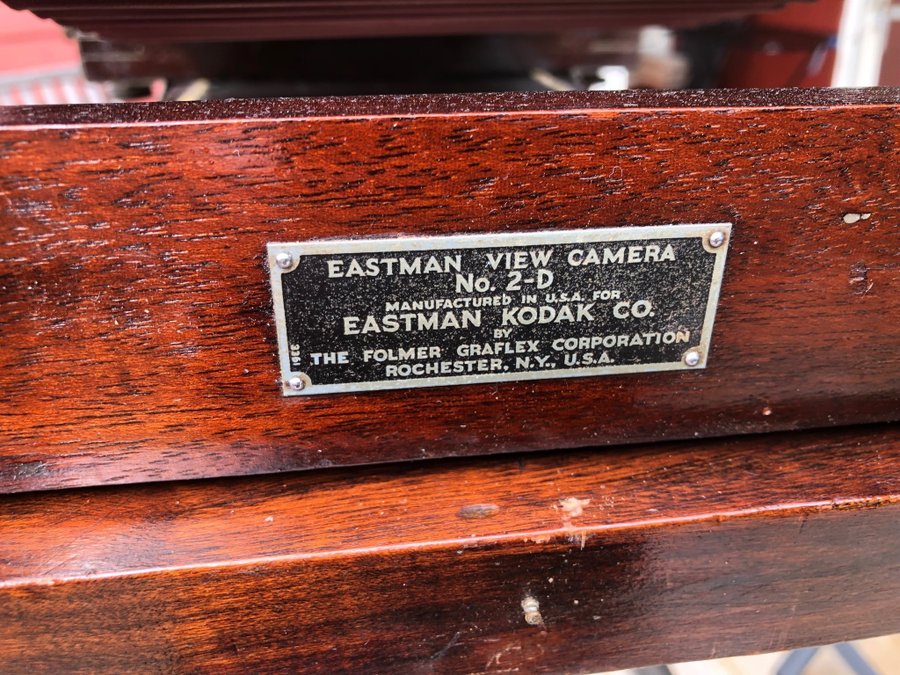 EASTMAN VIEW CAMERA
No. 2-D
MANUFACTURED IN U.S.A. FOR
EASTMAN KODAK CO.
BY
THE FOLMER GRAFLEX CORPORATION
ROCHESTER, N.Y., U.S.A.